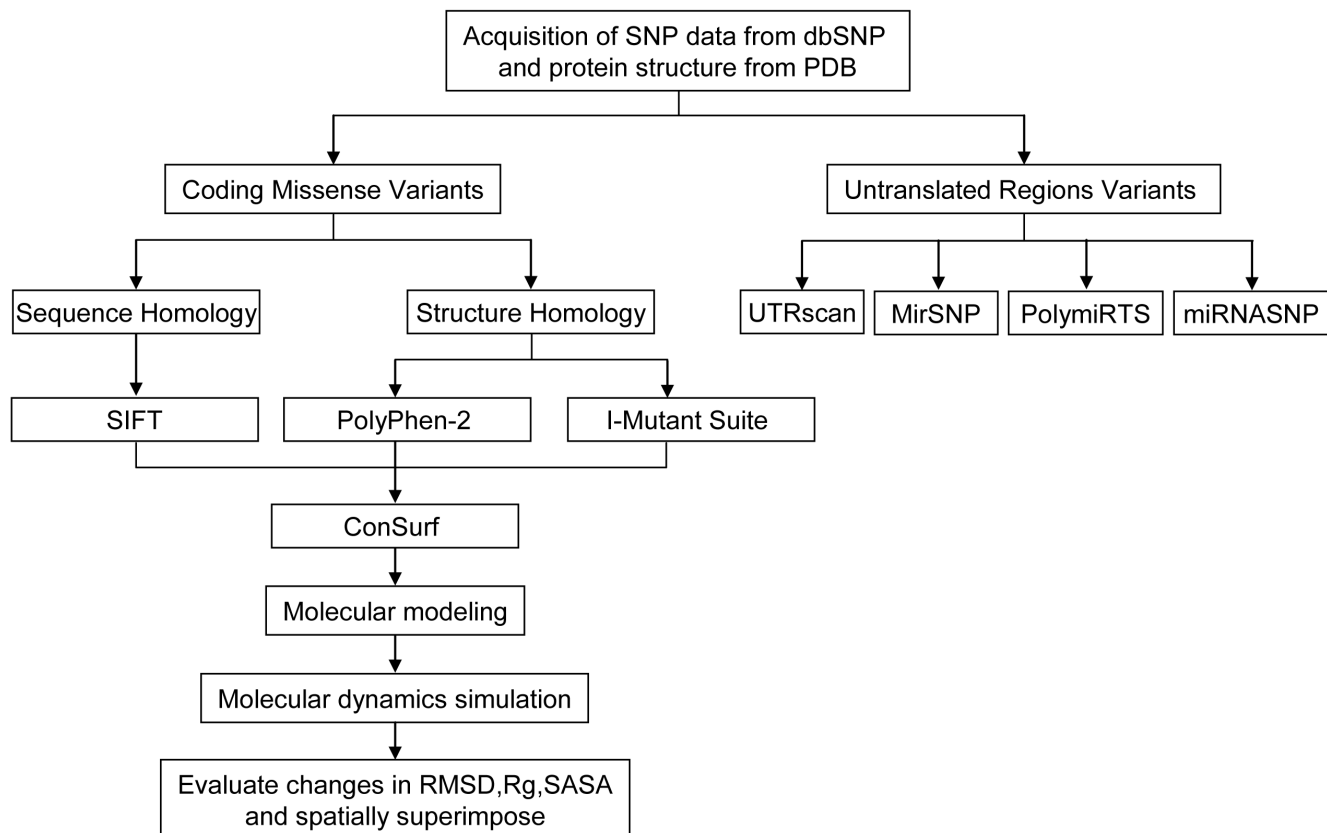 Acquisition of SNP data from dbSNP
and protein structure from PDB
Coding Missense Variants
Untranslated Regions Variants
Sequence Homology
Structure Homology
UTRscan
MirSNP
PolymiRTS
miRNASNP
SIFT
PolyPhen-2
I-Mutant Suite
ConSurf
Molecular modeling
Molecular dynamics simulation
Evaluate changes in RMSD,Rg,SASA
and spatially superimpose